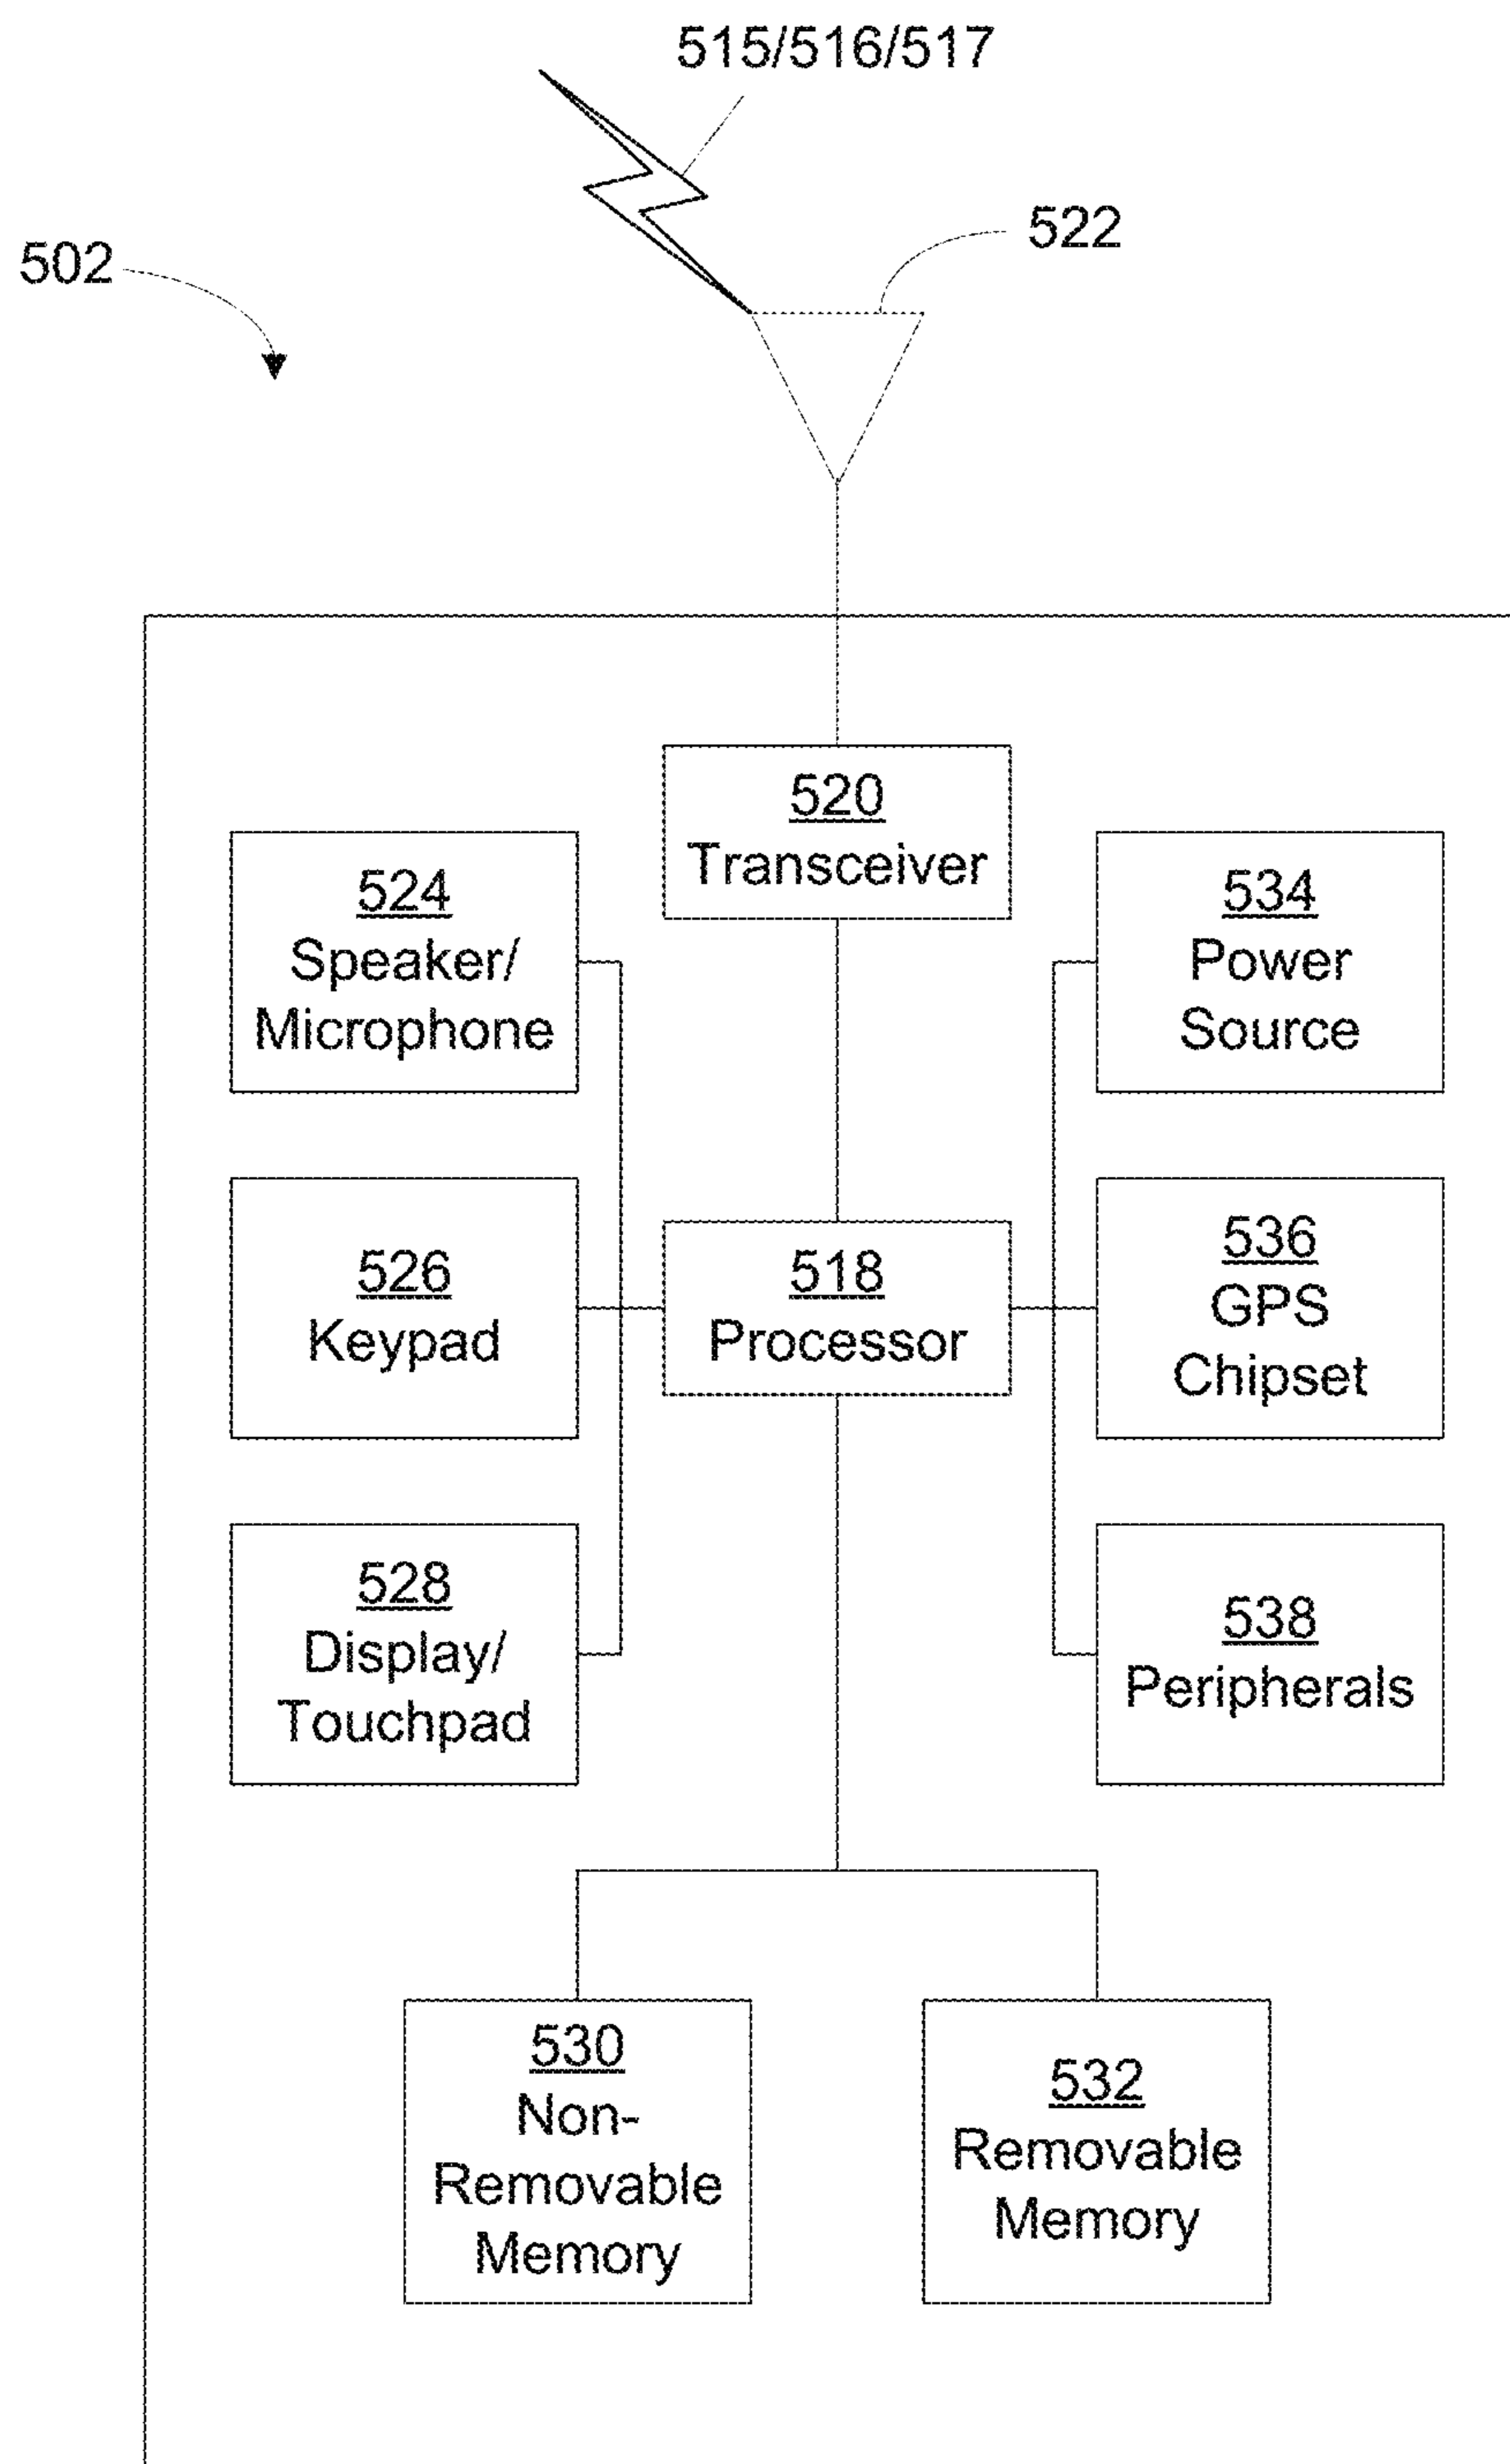 515/516/517
522
502
520
Transceiver
524
Speaker/
Microphone
534
Power
Source
526
Keypad
518
Processor
536
GPS
Chipset
528
Display/
Touchpad
538
Peripherals
530
Non-
Removable
Memory
532
Removable
Memory